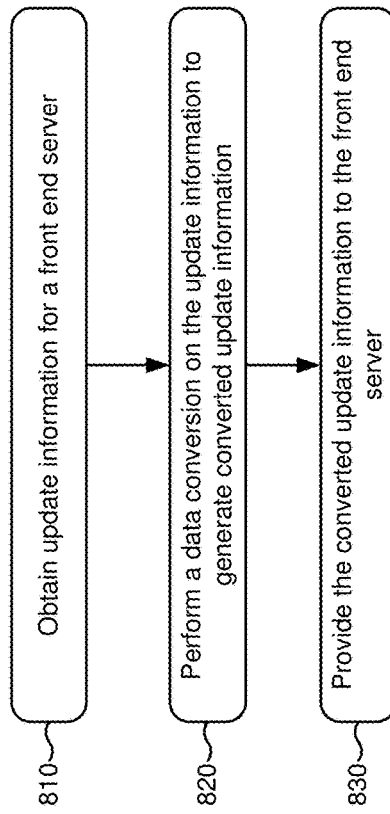 810
Obtain update information for a front end server
820
Perform a data conversion on the update information to
generate converted update information
830
Provide the converted update information to the front end
server